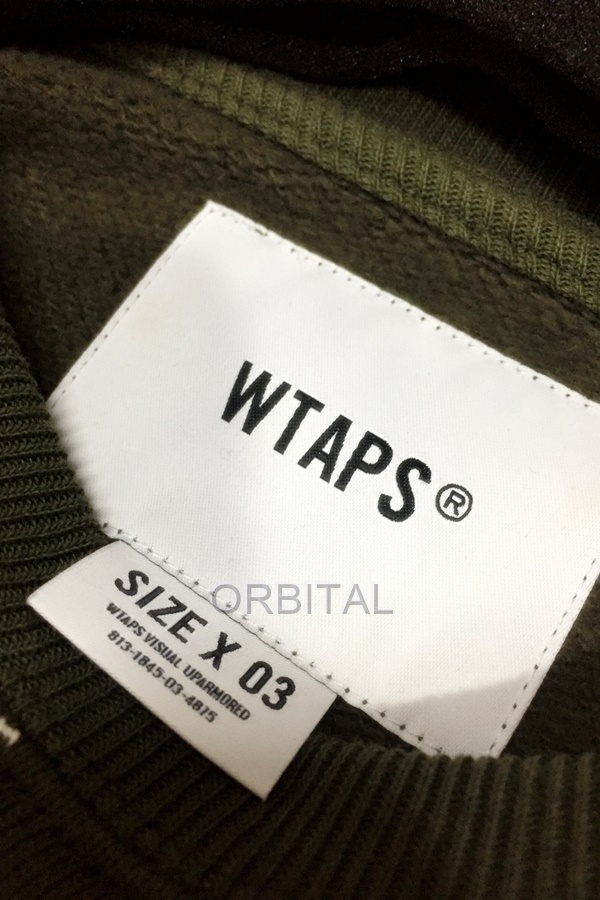 WTAPS®
ORBITAL
SIZE X 03
WTAPS VISUAL UPARMORED
813-1845-03-4875